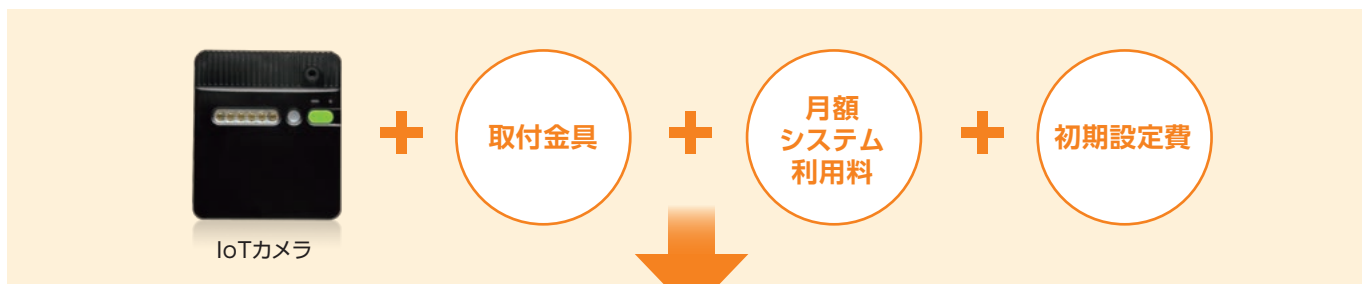 取付金具
月額
システム
利用料
初期設定費
IoTカメラ